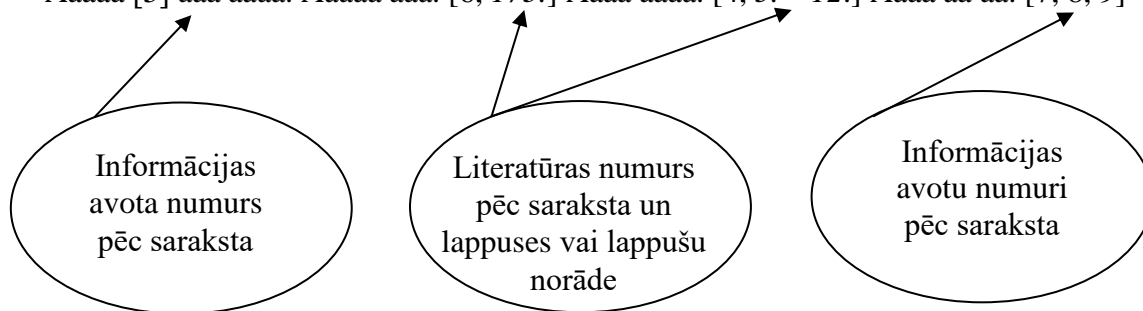 Informācijas
avota numurs
pēc saraksta
Literatūras numurs
pēc saraksta un
lappuses vai lappušu
norāde
Informācijas
avotu numuri
pēc saraksta